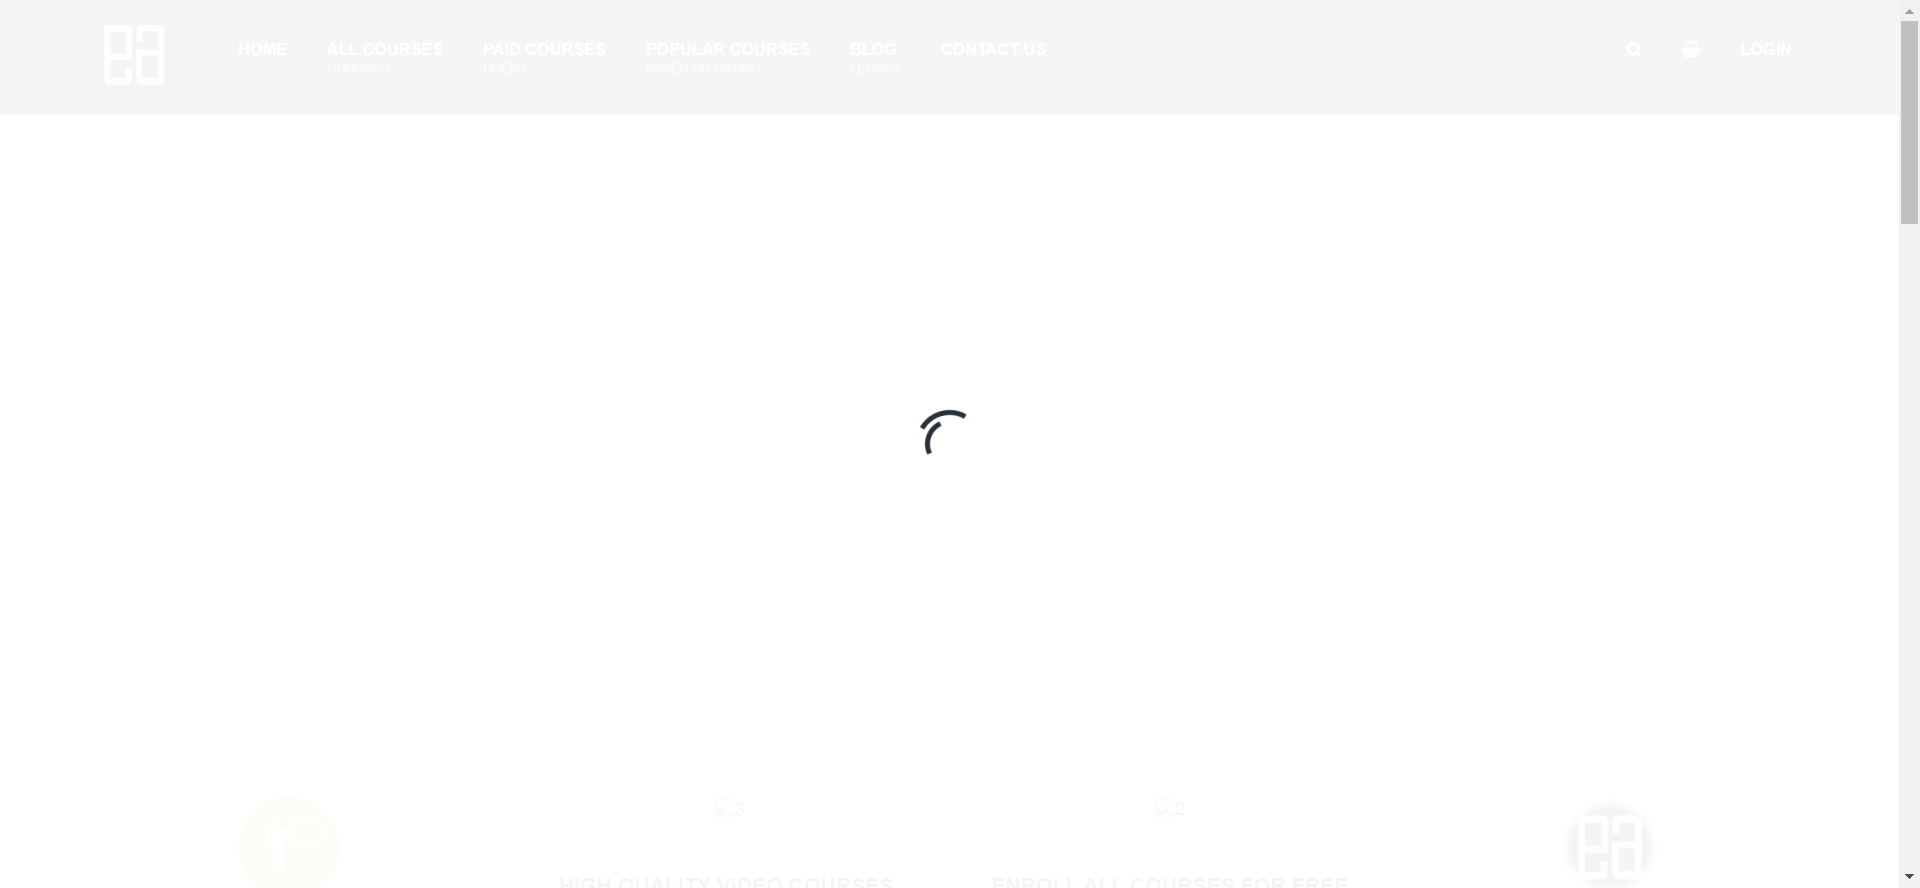 HOME
ALL COURSES
COURSES
PAID COURSES
UDEMY
POPULAR COURSES
BASED ON RATING
BLOG
LEGACY
CONTACT US
LOGIN
3
2
HIGH QUALITY VIDEO COURSES
ENROLL ALL COURSES FOR FREE